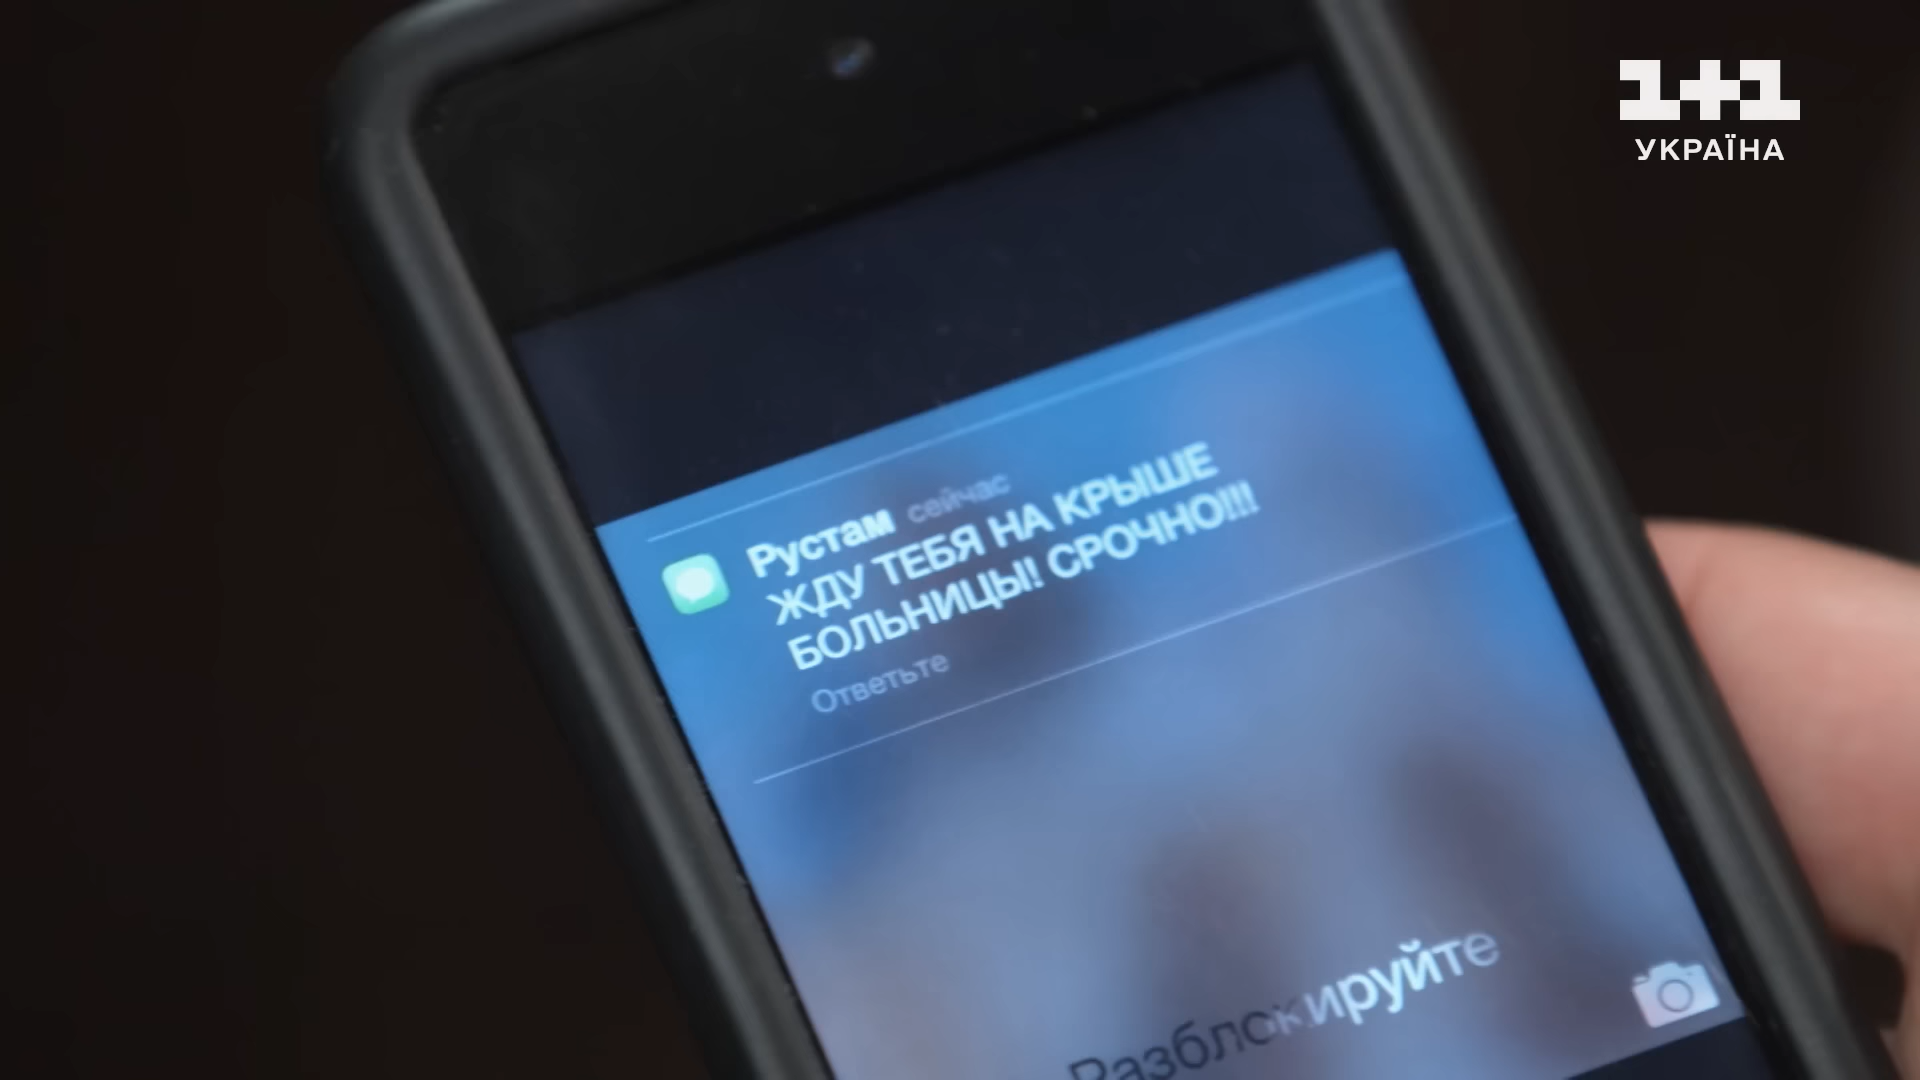 1+1
УКРАЇНА
Рустам сейчас
ЖДУ ТЕБЯ НА КРЫШЕ
БОЛЬНИЦЫ! СРОЧНО!!!
Ответьте
Разблокируйте